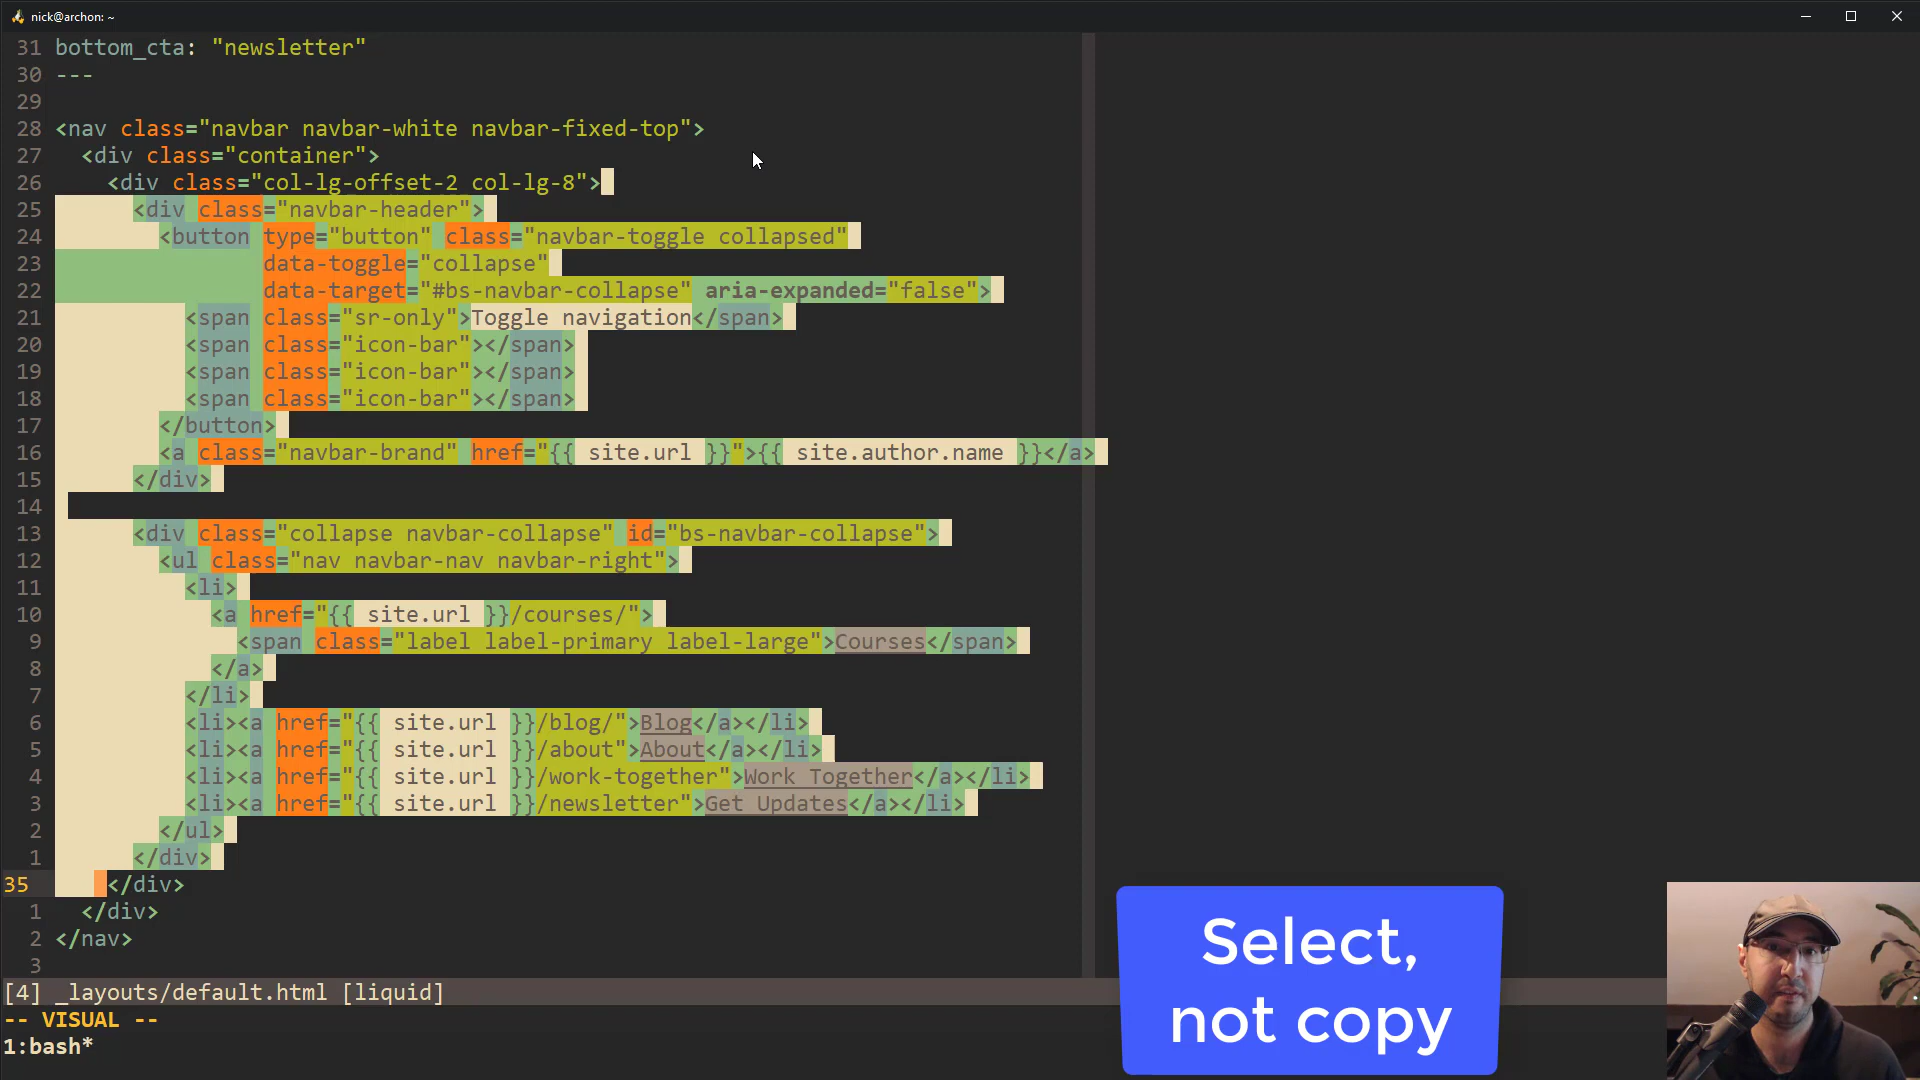 nick@archon: ~
31 bottom_cta: "newsletter"
30 ---
29
28 <nav class="navbar navbar-white navbar-fixed-top">
27   <div class="container">
26     <div class="col-lg-offset-2 col-lg-8">
25       <div class="navbar-header">
24         <button type="button" class="navbar-toggle collapsed"
23                 data-toggle="collapse"
22                 data-target="#bs-navbar-collapse" aria-expanded="false">
21           <span class="sr-only">Toggle navigation</span>
20           <span class="icon-bar"></span>
19           <span class="icon-bar"></span>
18           <span class="icon-bar"></span>
17         </button>
16         <a class="navbar-brand" href="{{ site.url }}">{{ site.author.name }}</a>
15       </div>
14
13       <div class="collapse navbar-collapse" id="bs-navbar-collapse">
12         <ul class="nav navbar-nav navbar-right">
11           <li>
10             <a href="{{ site.url }}/courses/">
9               <span class="label label-primary label-large">Courses</span>
8             </a>
7           </li>
6           <li><a href="{{ site.url }}/blog/">Blog</a></li>
5           <li><a href="{{ site.url }}/about">About</a></li>
4           <li><a href="{{ site.url }}/work-together">Work Together</a></li>
3           <li><a href="{{ site.url }}/newsletter">Get Updates</a></li>
2         </ul>
1       </div>
35     </div>
1   </div>
2 </nav>
3
[4] _layouts/default.html [liquid]
-- VISUAL --
1:bash*
Select,
not copy